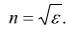 n = √ε.